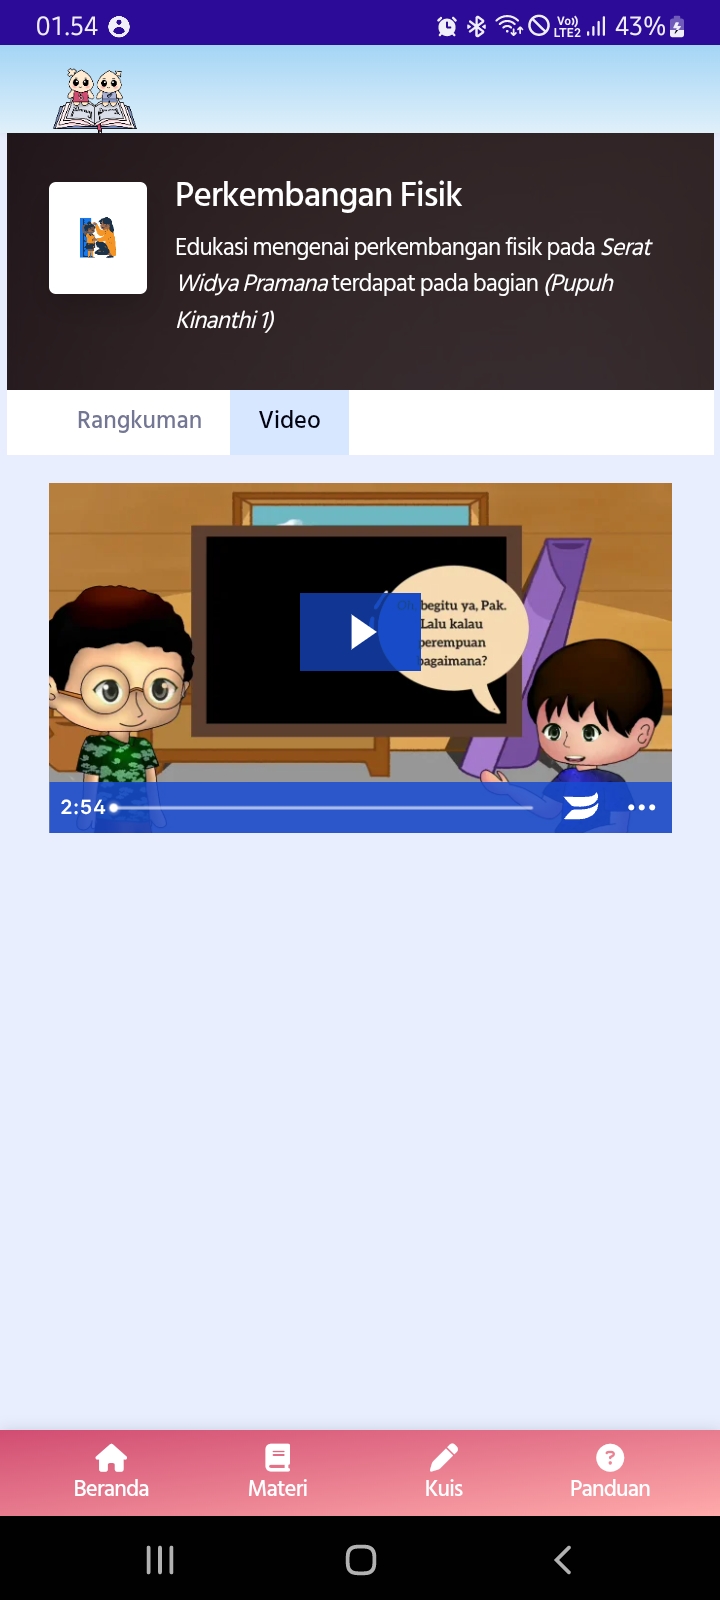 01.54
Vo))
LTE2
43%
Perkembangan Fisik
Edukasi mengenai perkembangan fisik pada Serat
Widya Pramana terdapat pada bagian (Pupuh
Kinanthi 1)
Rangkuman
Video
begitu ya, Pak.
Lalu kalau
perempuan
bagaimana?
2:54
Beranda
Materi
Kuis
Panduan